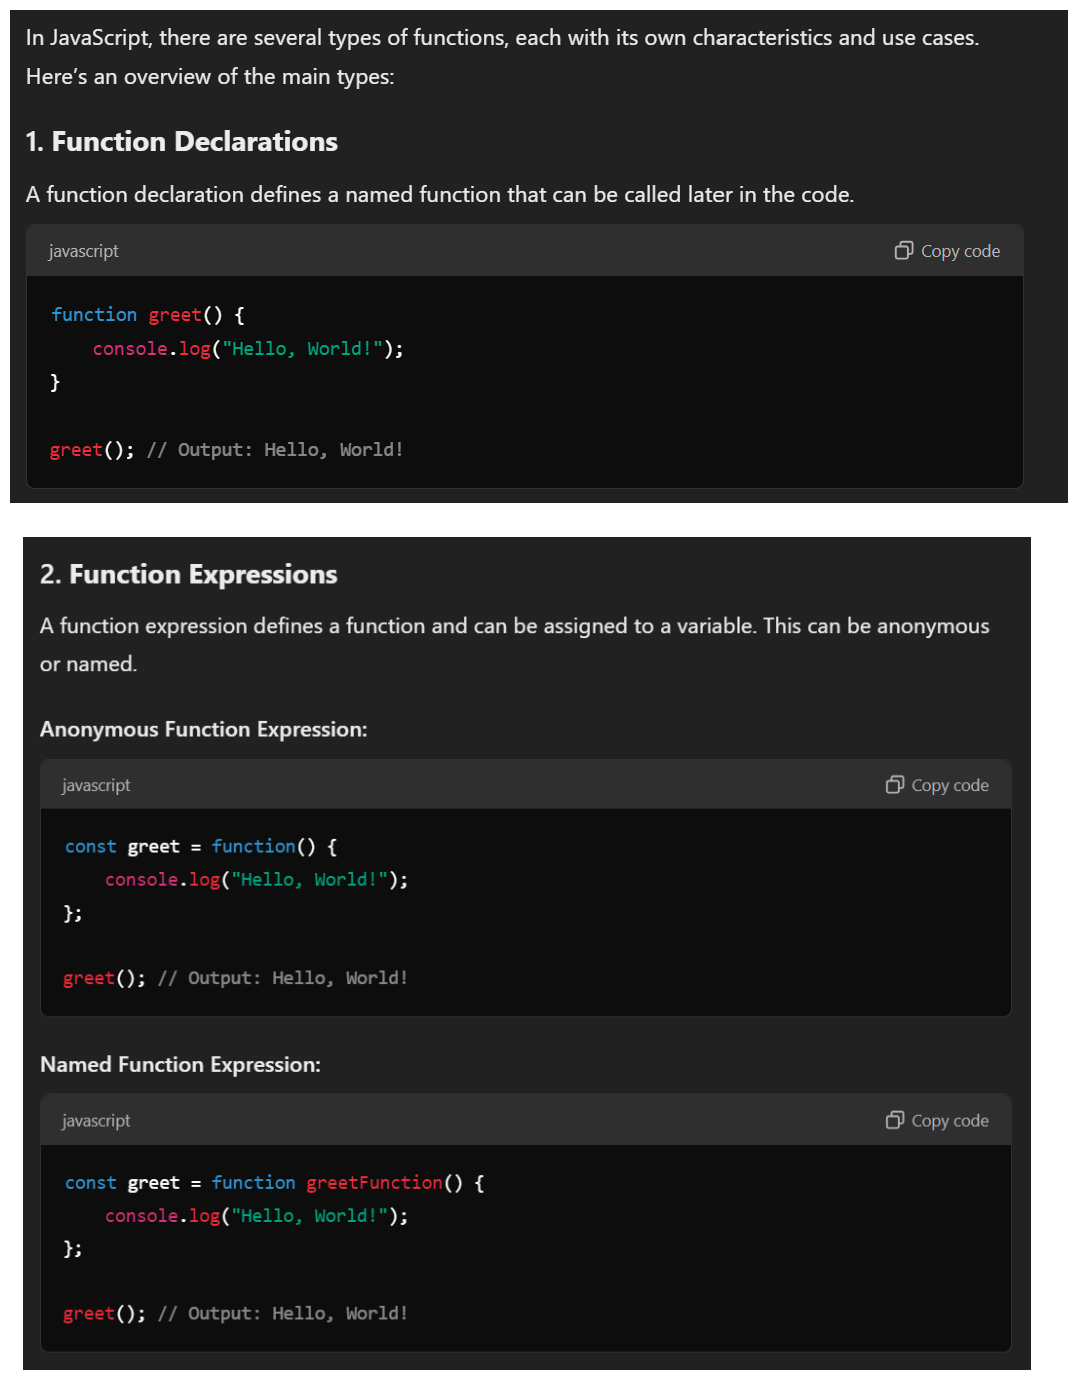 In JavaScript, there are several types of functions, each with its own characteristics and use cases.
Here’s an overview of the main types:
1. Function Declarations
A function declaration defines a named function that can be called later in the code.
javascript Copy code
function greet() {
    console.log("Hello, World!");
}
greet(); // Output: Hello, World!
2. Function Expressions
A function expression defines a function and can be assigned to a variable. This can be anonymous
or named.
Anonymous Function Expression:
javascript Copy code
const greet = function() {
    console.log("Hello, World!");
};
greet(); // Output: Hello, World!
Named Function Expression:
javascript Copy code
const greet = function greetFunction() {
    console.log("Hello, World!");
};
greet(); // Output: Hello, World!